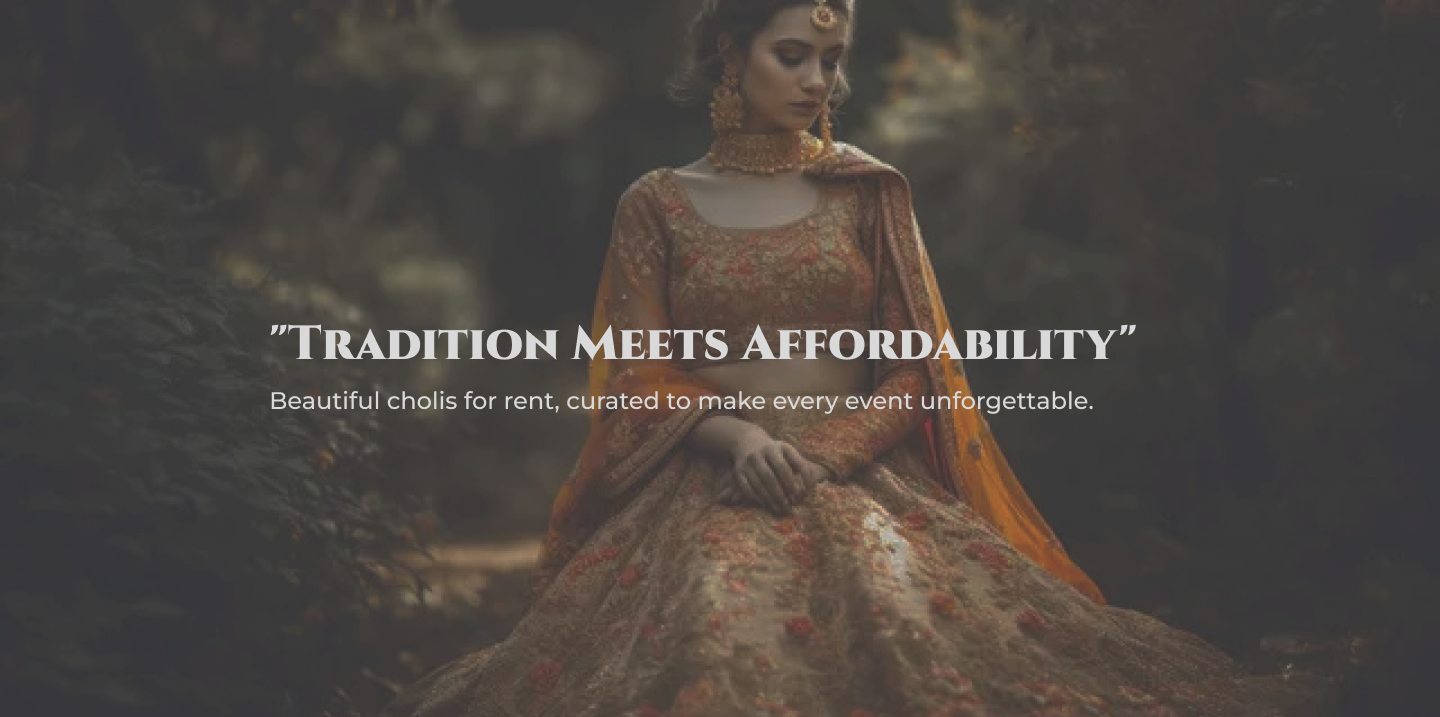 "Tradition Meets Affordability"
Beautiful cholis for rent, curated to make every event unforgettable.